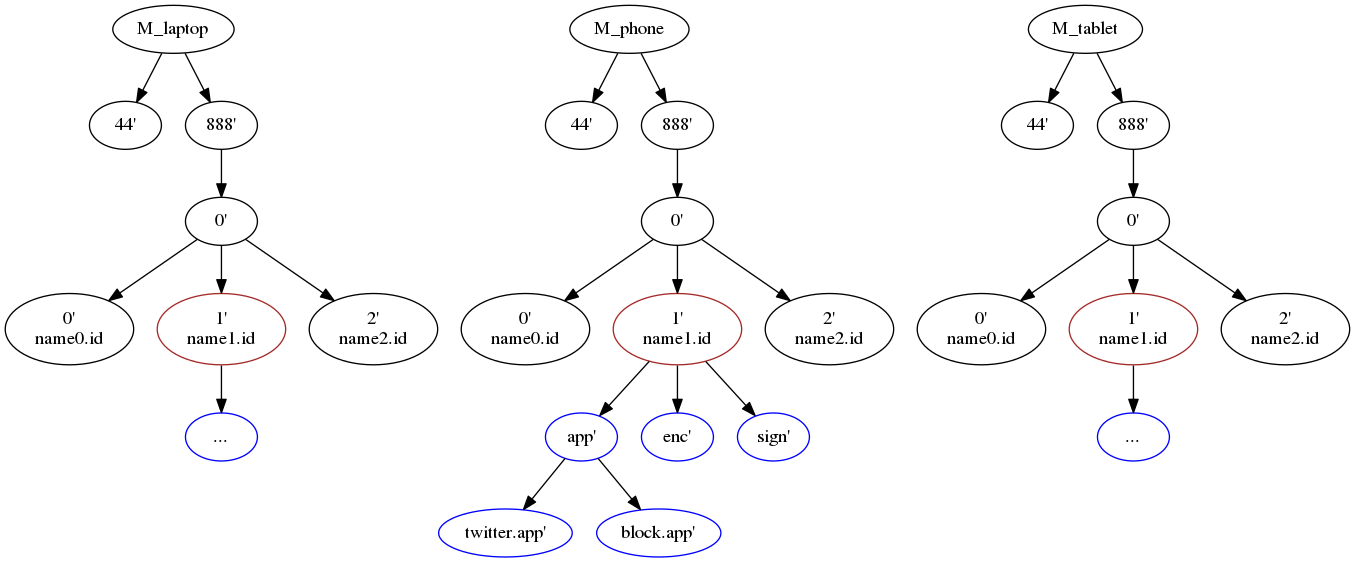 M_laptop
M_phone
M_tablet
44'
888'
44'
888'
44'
888'
0'
0'
0'
0'
name0.id
1'
name1.id
2'
name2.id
0'
name0.id
1'
name1.id
2'
name2.id
0'
name0.id
1'
name1.id
2'
name2.id
...
app'
enc'
sign'
...
twitter.app'
block.app'